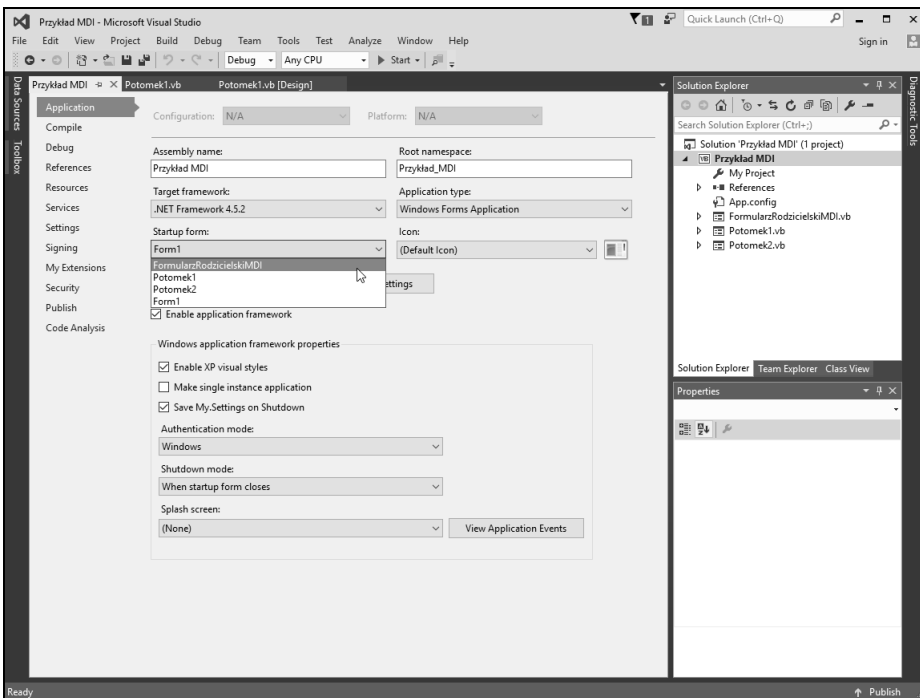 Przykład MDI - Microsoft Visual Studio
1
Quick Launch (Ctrl+Q)
File Edit View Project Build Debug Team Tools Test Analyze Window Help
Sign in
Debug Any CPU Start
Data Sources
Toolbox
Przykład MDI Potomek1.vb Potomek1.vb [Design]
Application
Compile
Debug
References
Resources
Services
Settings
Signing
My Extensions
Security
Publish
Code Analysis
Configuration: N/A Platform: N/A
Assembly name: Root namespace:
Przykład MDI Przykład_MDI
Target framework: Application type:
.NET Framework 4.5.2 Windows Forms Application
Startup form: Icon:
Form1 (Default Icon)
FormularzRodzicielskiMDI
Potomek1
Potomek2
Form1
ettings
Enable application framework
Windows application framework properties
Enable XP visual styles
Make single instance application
Save My.Settings on Shutdown
Authentication mode:
Windows
Shutdown mode:
When startup form closes
Splash screen:
(None) View Application Events
Solution Explorer
Search Solution Explorer (Ctrl+;)
Solution 'Przykład MDI' (1 project)
VB Przykład MDI
My Project
References
App.config
FormularzRodzicielskiMDI.vb
Potomek1.vb
Potomek2.vb
Solution Explorer Team Explorer Class View
Properties
Diagnostic Tools
Ready
Publish